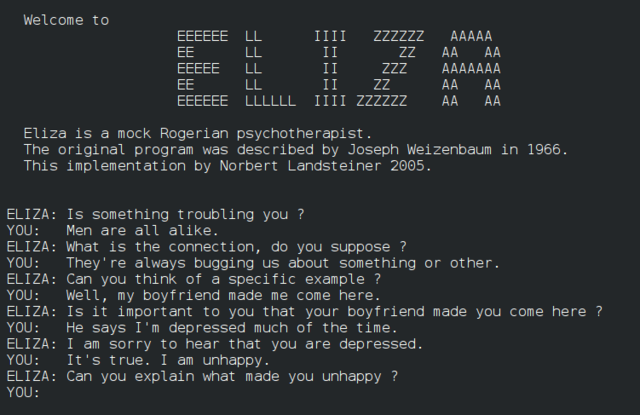 Welcome to
EEEEEE  LL      IIII   ZZZZZZ   AAAAA
EE      LL       II       ZZ   AA   AA
EEEEE   LL       II     ZZZ    AAAAAAA
EE      LL       II    ZZ      AA   AA
EEEEEE  LLLLLL  IIII ZZZZZZ    AA   AA
Eliza is a mock Rogerian psychotherapist.
The original program was described by Joseph Weizenbaum in 1966.
This implementation by Norbert Landsteiner 2005.
ELIZA: Is something troubling you ?
YOU:   Men are all alike.
ELIZA: What is the connection, do you suppose ?
YOU:   They're always bugging us about something or other.
ELIZA: Can you think of a specific example ?
YOU:   Well, my boyfriend made me come here.
ELIZA: Is it important to you that your boyfriend made you come here ?
YOU:   He says I'm depressed much of the time.
ELIZA: I am sorry to hear that you are depressed.
YOU:   It's true. I am unhappy.
ELIZA: Can you explain what made you unhappy ?
YOU: